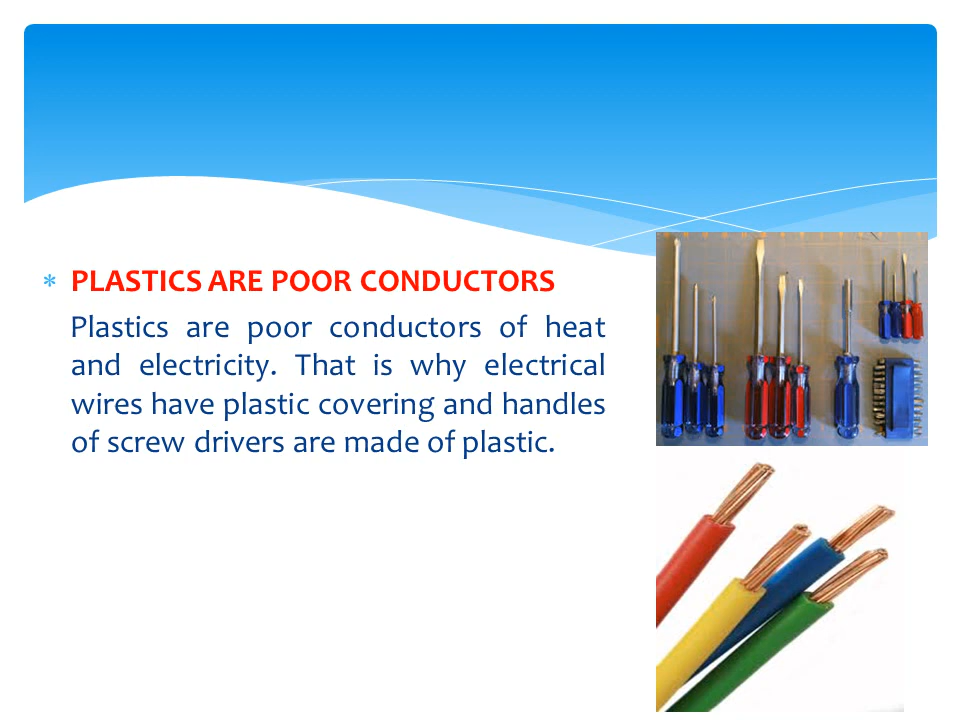 * PLASTICS ARE POOR CONDUCTORS
Plastics are poor conductors of heat
and electricity. That is why electrical
wires have plastic covering and handles
of screw drivers are made of plastic.